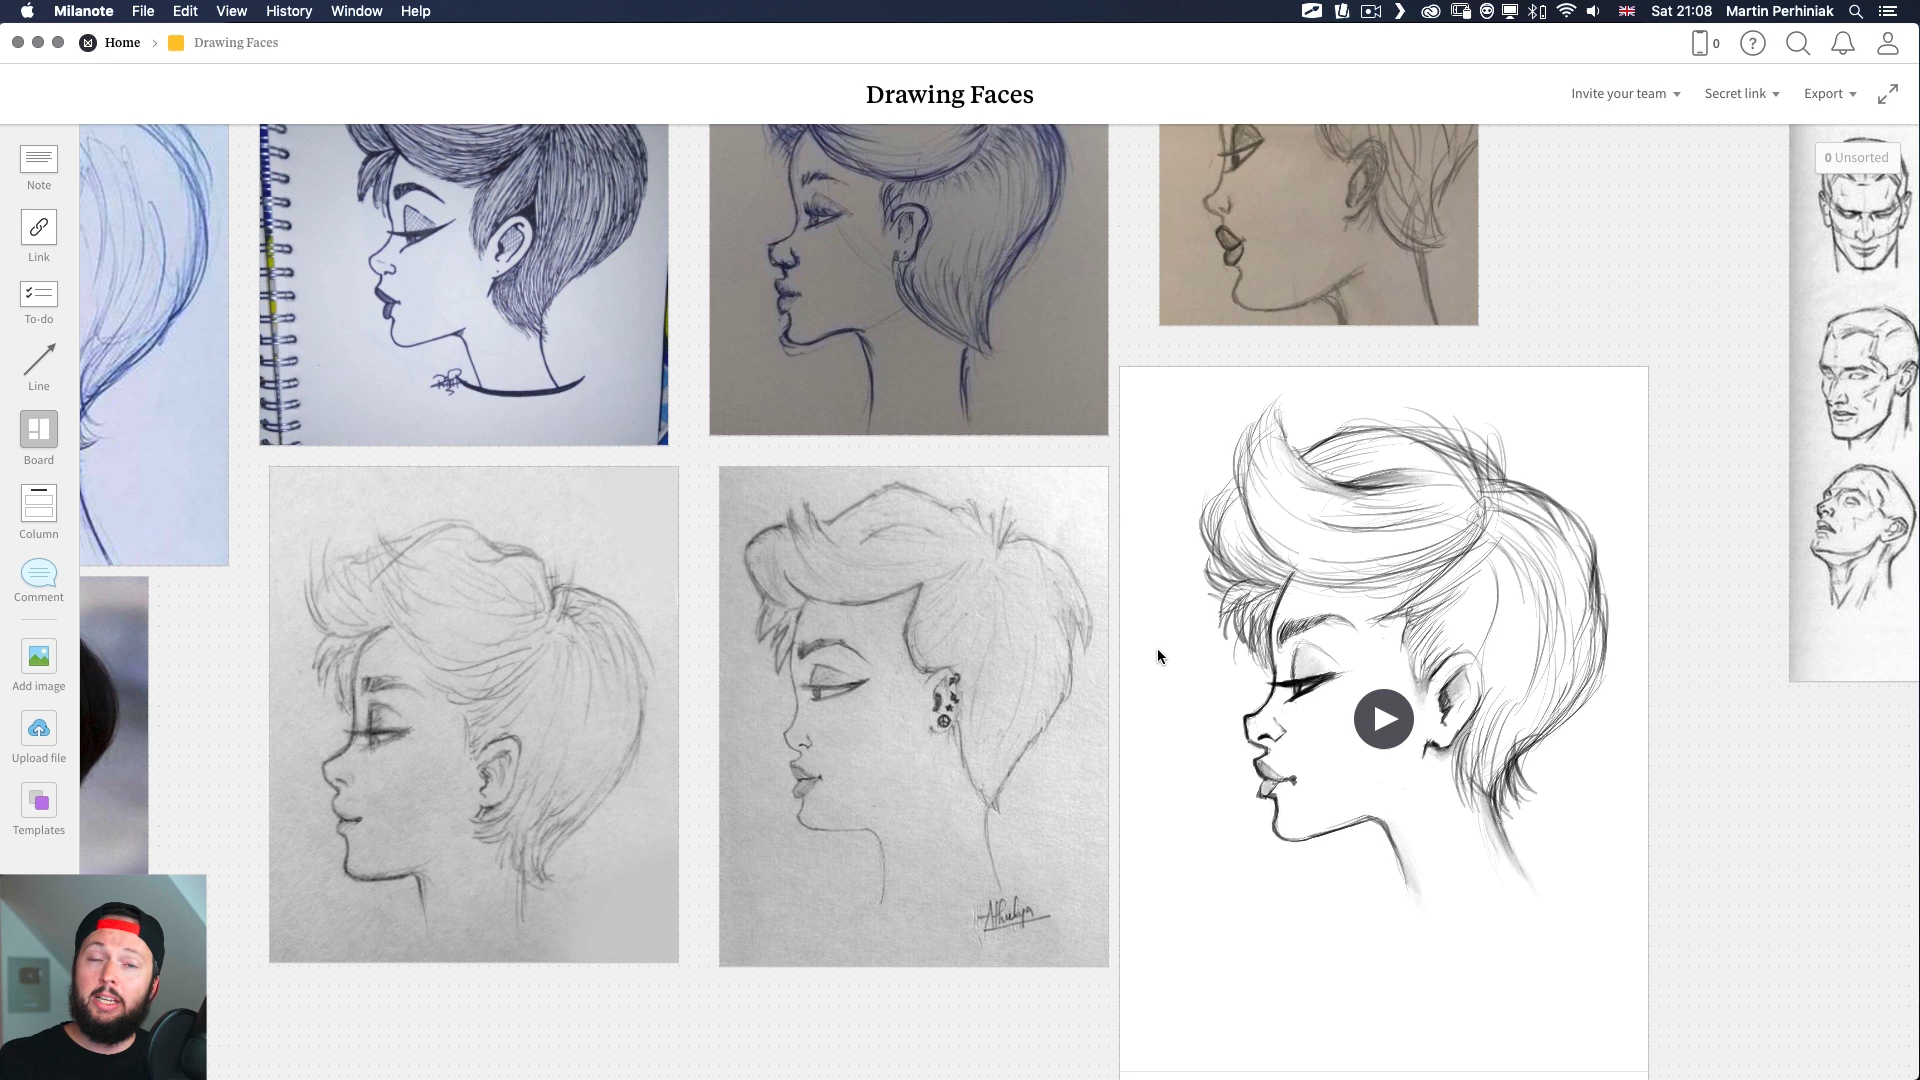 Milanote File Edit View History Window Help Sat 21:08 Martin Perhiniak
Home Drawing Faces 0 ?
Drawing Faces Invite your team Secret link Export
0 Unsorted
Note
Link
To-do
Line
Board
Column
Comment
Add image
Upload file
Templates
Athulya